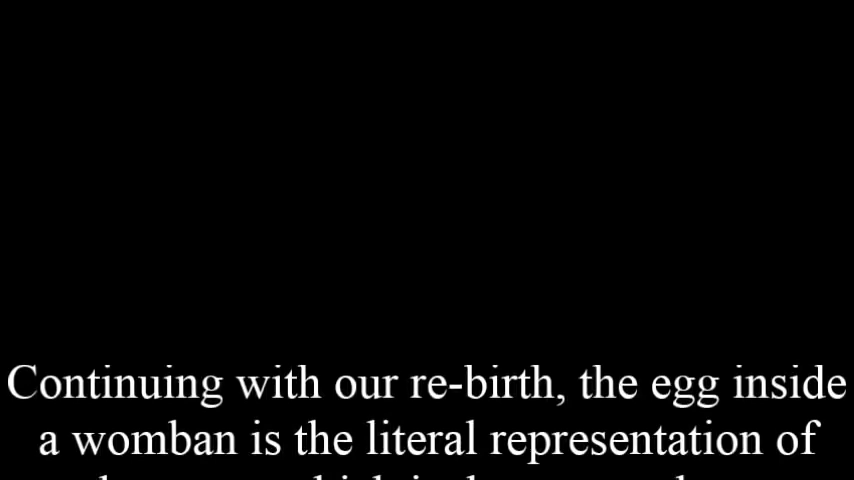 Continuing with our re-birth, the egg inside
a womban is the literal representation of